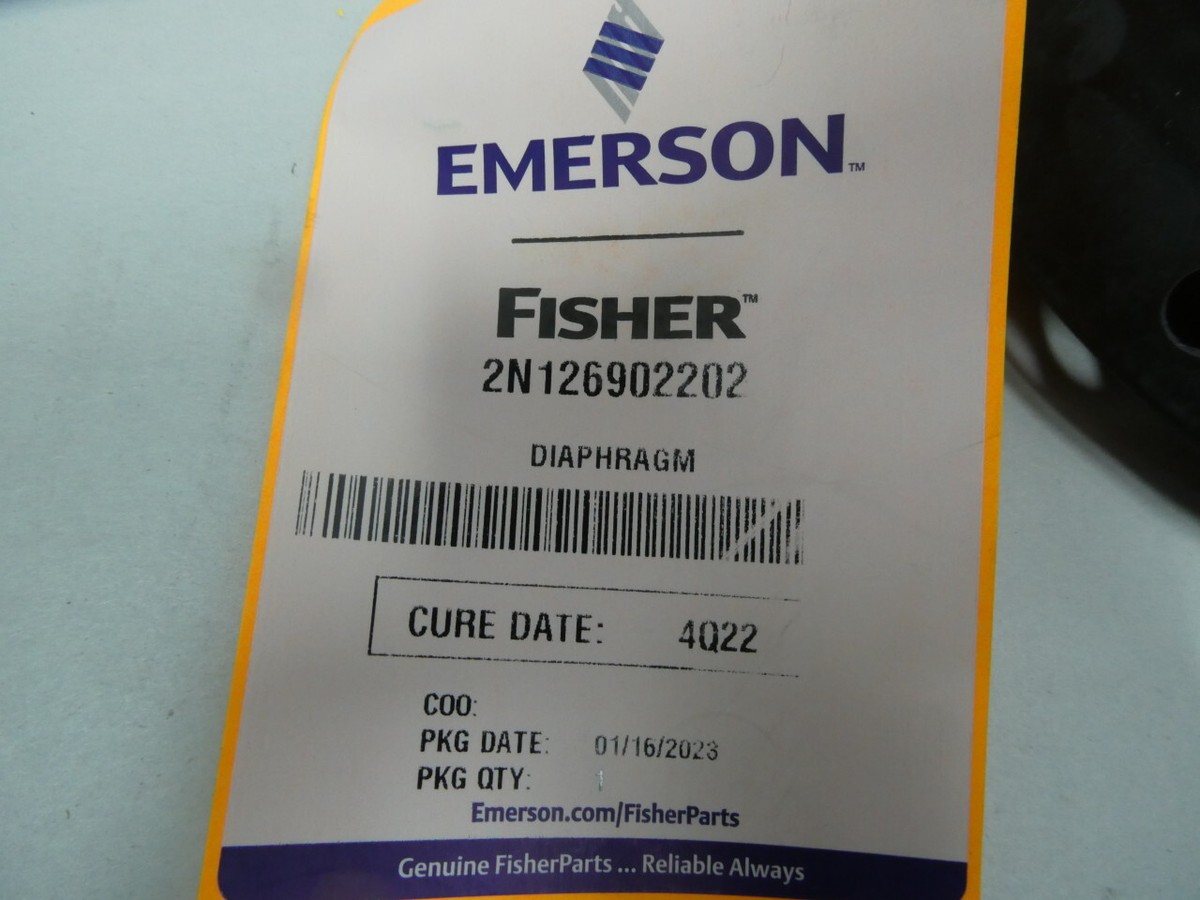 EMERSON™
FISHER™
2N126902202
DIAPHRAGM
CURE DATE: 4Q22
COO:
PKG DATE: 01/16/2023
PKG QTY: 1
Emerson.com/FisherParts
Genuine FisherParts ... Reliable Always